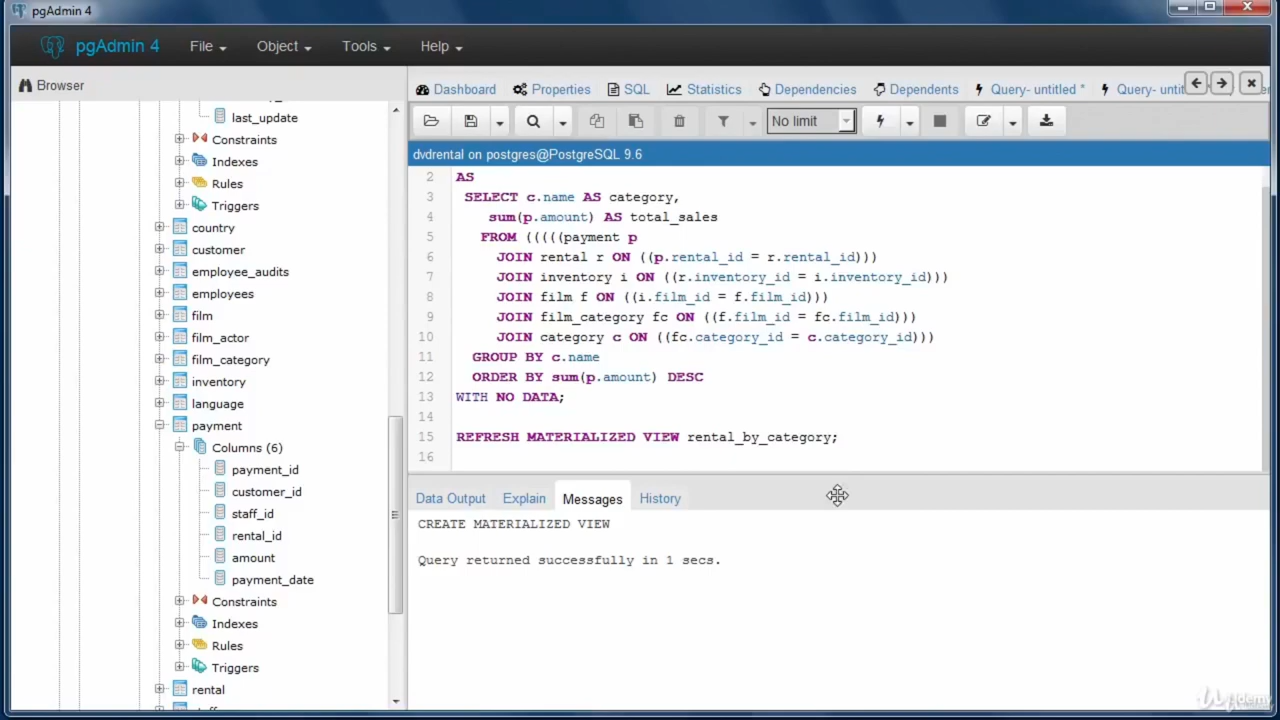 pgAdmin 4
pgAdmin 4 File Object Tools Help
Browser
Dashboard Properties SQL Statistics Dependencies Dependents Query- untitled * Query- unti
No limit
dvdrental on postgres@PostgreSQL 9.6
last_update
Constraints
Indexes
Rules
Triggers
country
customer
employee_audits
employees
film
film_actor
film_category
inventory
language
payment
Columns (6)
payment_id
customer_id
staff_id
rental_id
amount
payment_date
Constraints
Indexes
Rules
Triggers
rental
2 AS
3 SELECT c.name AS category,
4 sum(p.amount) AS total_sales
5 FROM (((((payment p
6 JOIN rental r ON ((p.rental_id = r.rental_id)))
7 JOIN inventory i ON ((r.inventory_id = i.inventory_id)))
8 JOIN film f ON ((i.film_id = f.film_id)))
9 JOIN film_category fc ON ((f.film_id = fc.film_id)))
10 JOIN category c ON ((fc.category_id = c.category_id)))
11 GROUP BY c.name
12 ORDER BY sum(p.amount) DESC
13 WITH NO DATA;
14
15 REFRESH MATERIALIZED VIEW rental_by_category;
16
Data Output Explain Messages History
CREATE MATERIALIZED VIEW
Query returned successfully in 1 secs.
Udemy